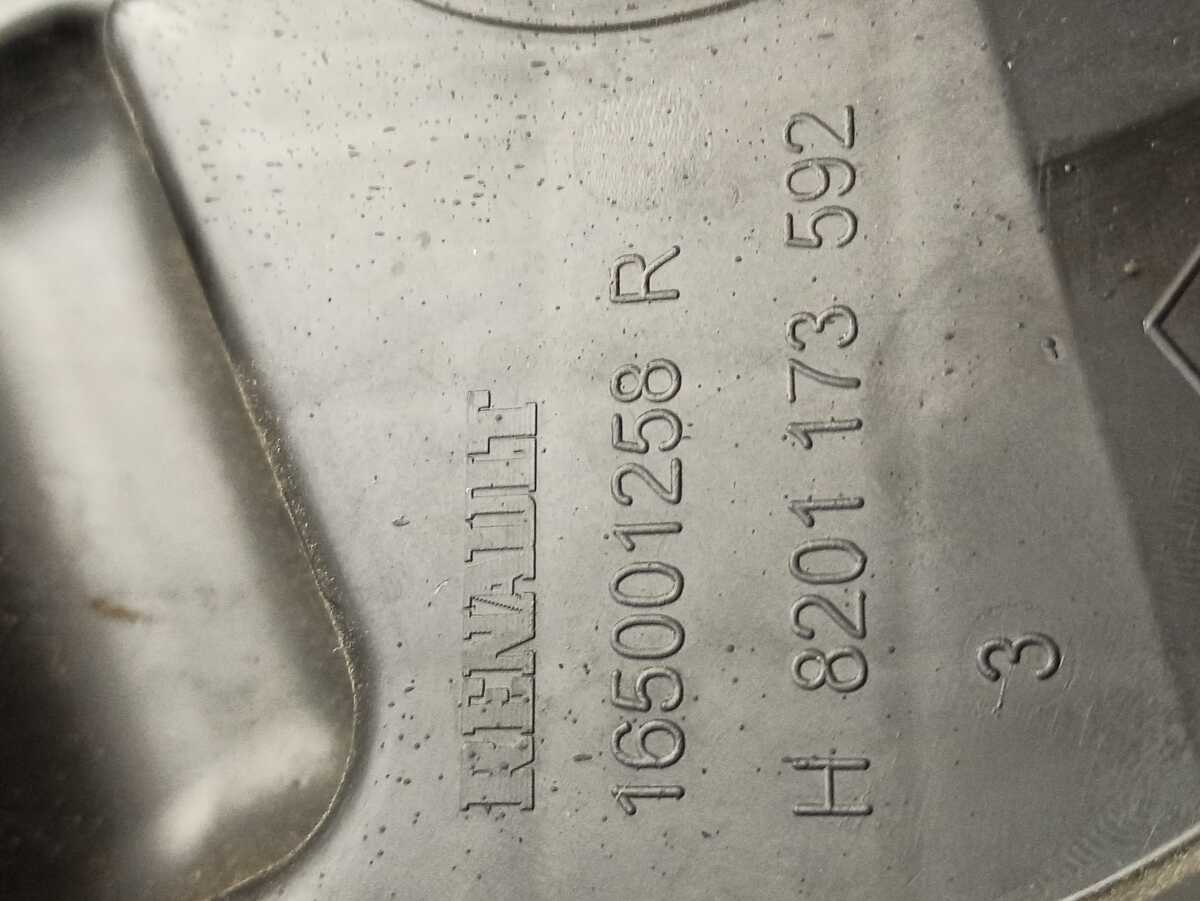 RENAULT
165001258 R
H 8201 173 592
3